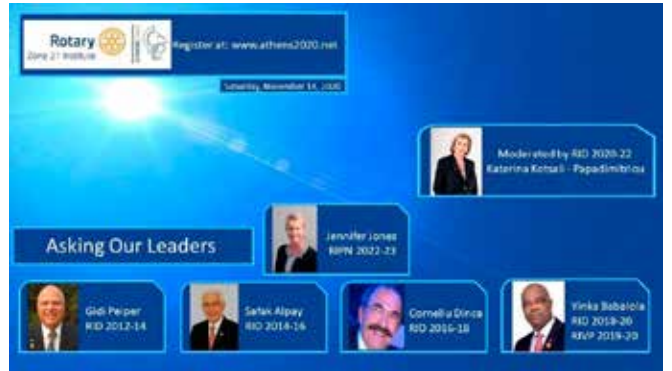 Rotary
Zone 21 Institute
Register at: www.athens2020.net
Saturday, November 14, 2020
Moderated by RID 2020-22
Katerina Kotsali - Papadimitriou
Jennifer Jones
RIPN 2022-23
Asking Our Leaders
Gidi Peiper
RID 2012-14
Safak Alpay
RID 2014-16
Corneliu Dinca
RID 2016-18
Yinka Babalola
RID 2018-20
RIVP 2019-20